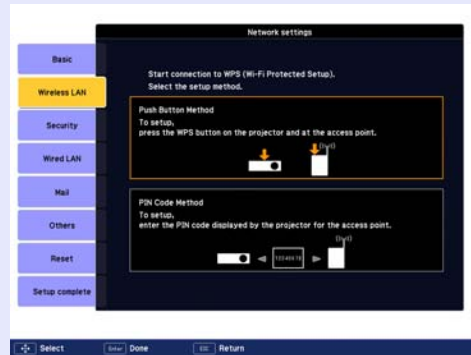 Network settings
Basic
Wireless LAN
Security
Wired LAN
Mail
Others
Reset
Setup complete
Start connection to WPS (Wi-Fi Protected Setup).
Select the setup method.
Push Button Method
To setup,
press the WPS button on the projector and at the access point.
PIN Code Method
To setup,
enter the PIN code displayed by the projector for the access point.
Select
Enter Done
Esc Return